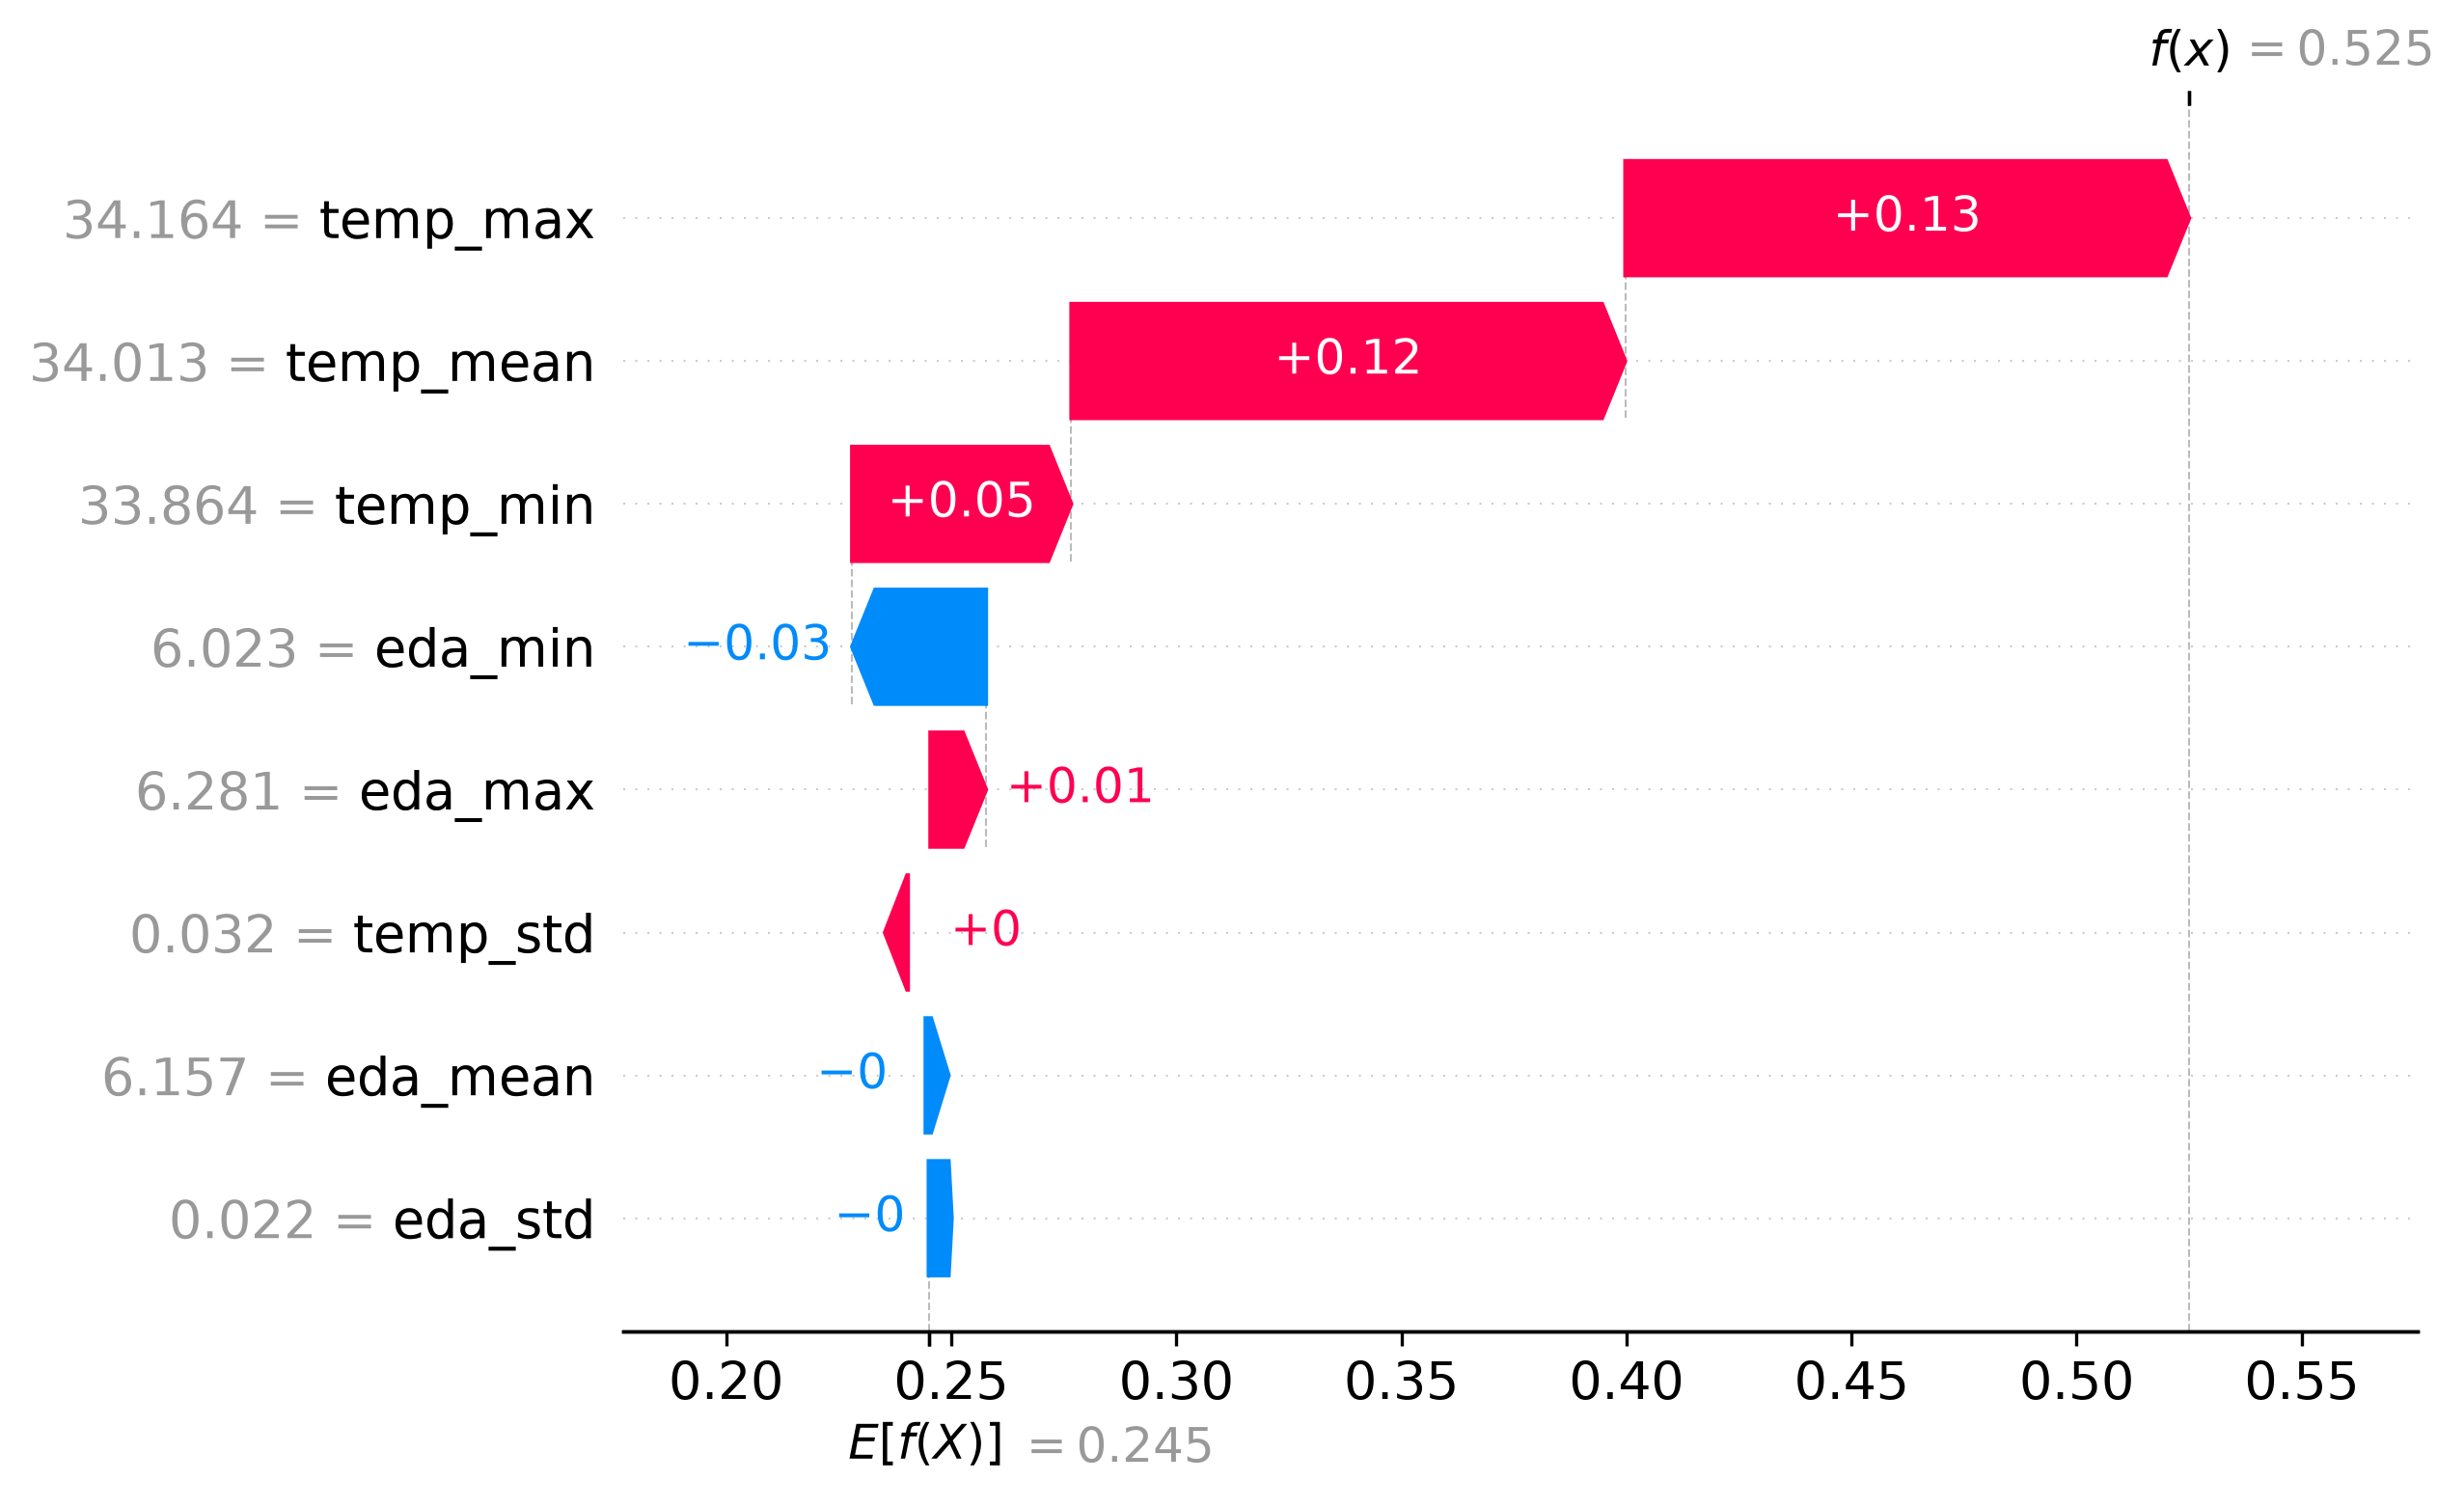 f(x) = 0.525
34.164 = temp_max
+0.13
34.013 = temp_mean
+0.12
33.864 = temp_min
+0.05
6.023 = eda_min
−0.03
6.281 = eda_max
+0.01
0.032 = temp_std
+0
6.157 = eda_mean
−0
0.022 = eda_std
−0
0.20 0.25 0.30 0.35 0.40 0.45 0.50 0.55
E[f(X)] = 0.245